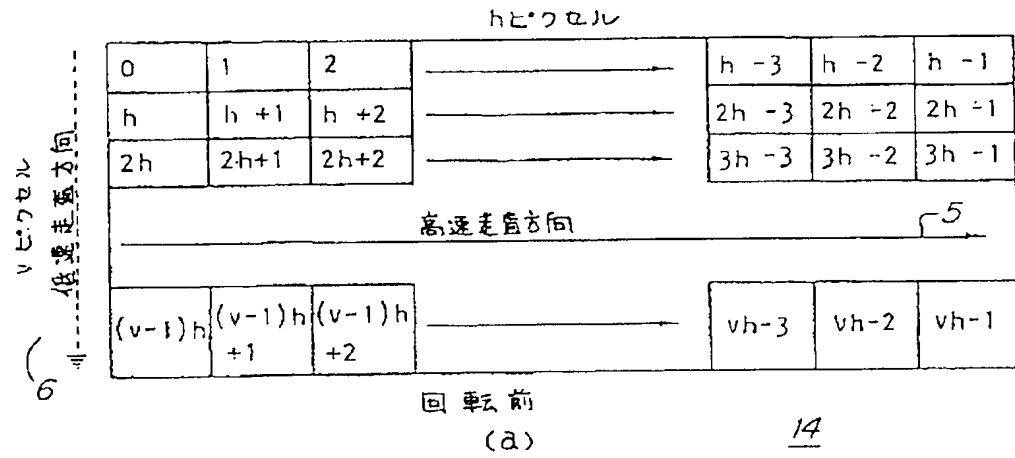 hピクセル
0 1 2 h -3 h -2 h -1
h h +1 h +2 2h -3 2h -2 2h -1
2h 2h+1 2h+2 3h -3 3h -2 3h -1
高速走査方向 5
vピクセル
低速走査方向
6
(v-1)h (v-1)h +1 (v-1)h +2 vh-3 vh-2 vh-1
回転前
(a)
14